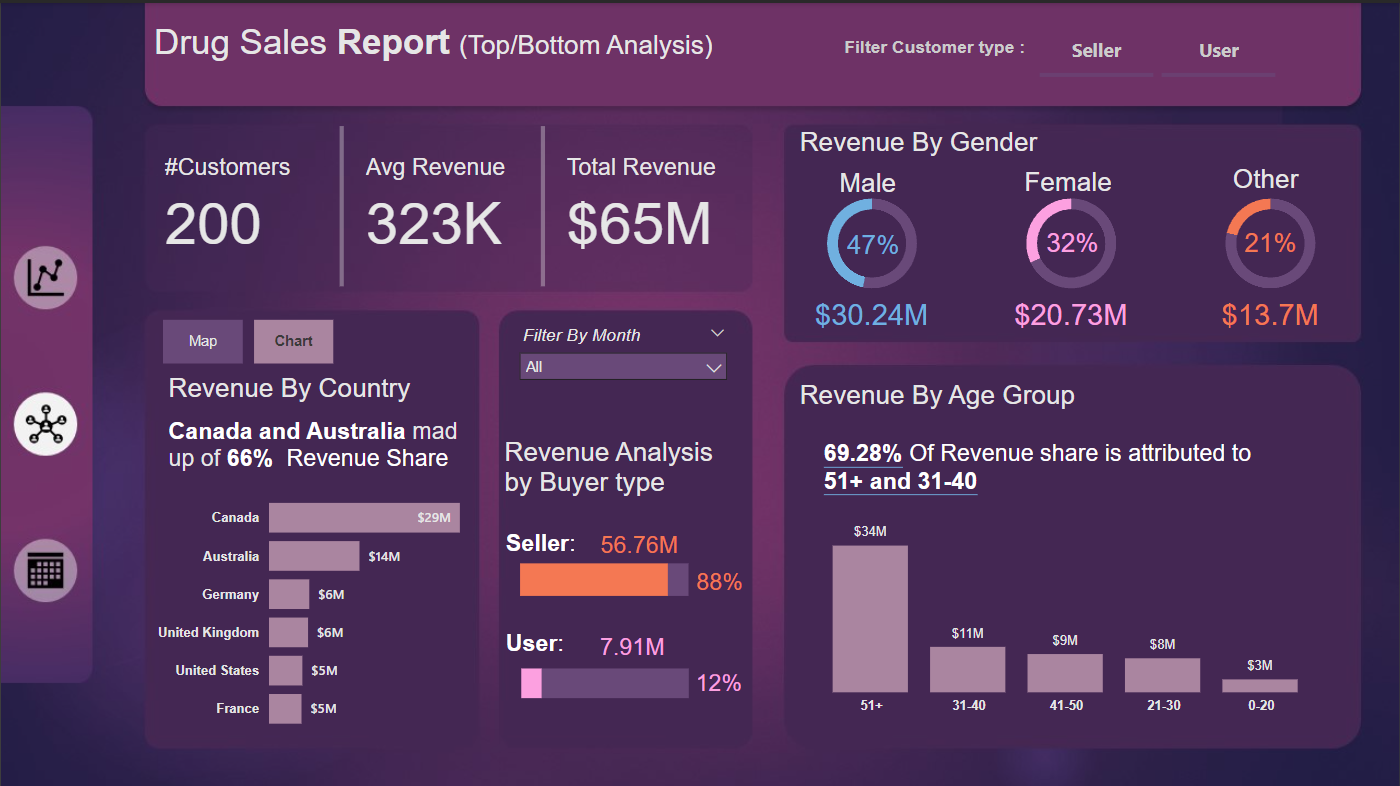 Drug Sales Report (Top/Bottom Analysis)
Filter Customer type :
Seller
User
#Customers
200
Avg Revenue
323K
Total Revenue
$65M
Revenue By Gender
Male
47%
$30.24M
Female
32%
$20.73M
Other
21%
$13.7M
Map
Chart
Revenue By Country
Canada and Australia mad
up of 66% Revenue Share
Canada $29M
Australia $14M
Germany $6M
United Kingdom $6M
United States $5M
France $5M
Filter By Month
All
Revenue Analysis
by Buyer type
Seller: 56.76M
88%
User: 7.91M
12%
Revenue By Age Group
69.28% Of Revenue share is attributed to
51+ and 31-40
$34M
$11M
$9M
$8M
$3M
51+
31-40
41-50
21-30
0-20